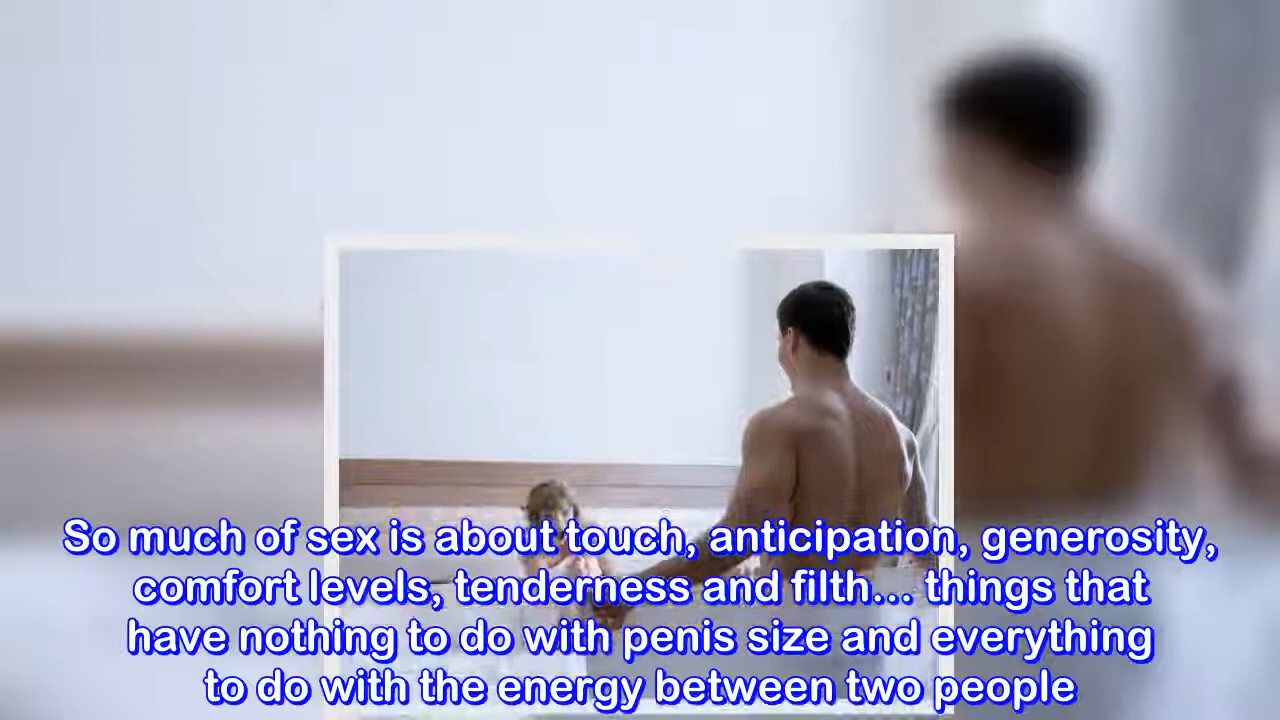 So much of sex is about touch, anticipation, generosity,
comfort levels, tenderness and filth... things that
have nothing to do with penis size and everything
to do with the energy between two people